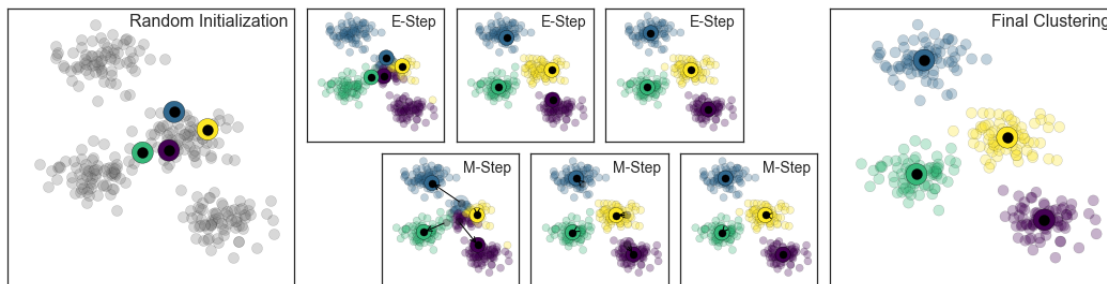 Random Initialization
E-Step
E-Step
E-Step
Final Clustering
M-Step
M-Step
M-Step